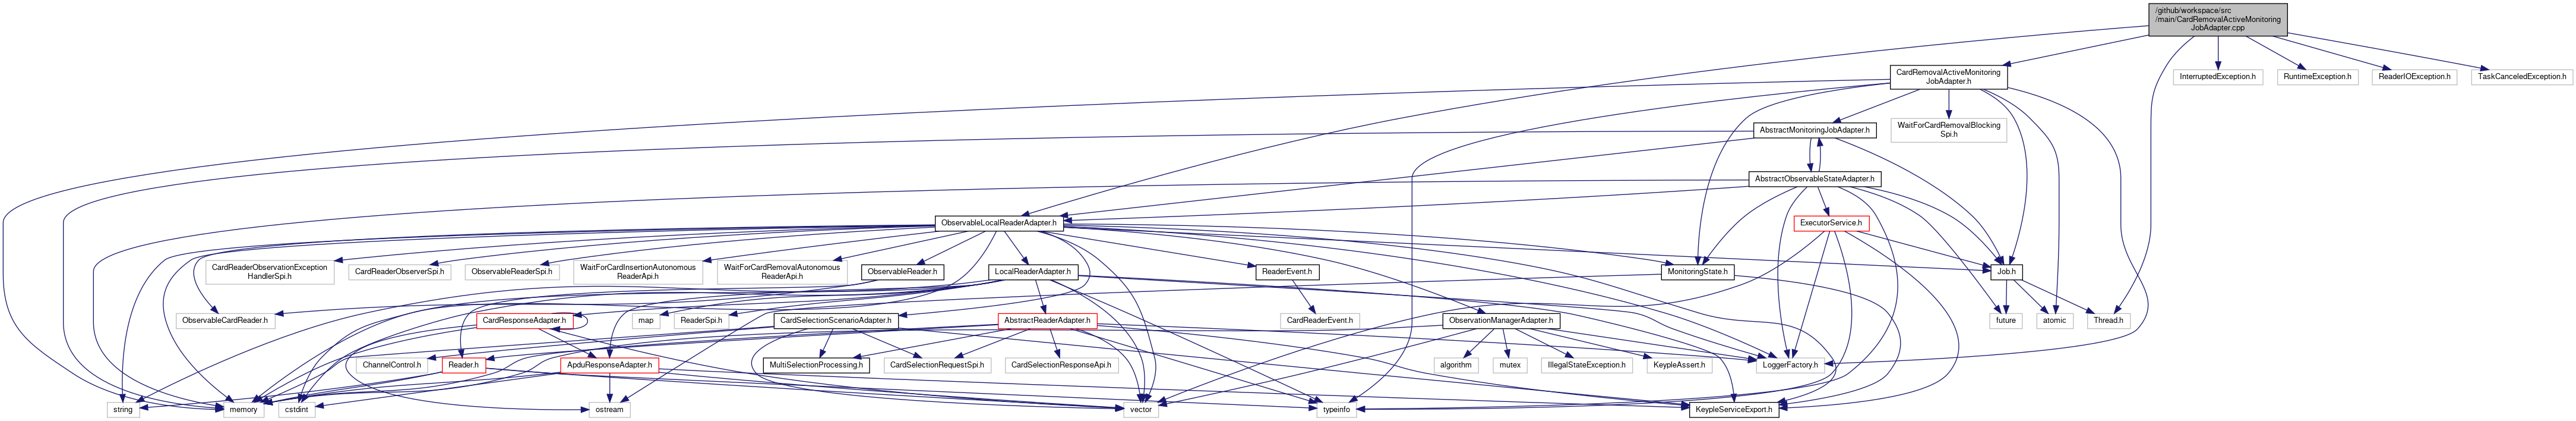 /github/workspace/src
/main/CardRemovalActiveMonitoring
JobAdapter.cpp
CardRemovalActiveMonitoring
JobAdapter.h
InterruptedException.h
RuntimeException.h
ReaderIOException.h
TaskCanceledException.h
AbstractMonitoringJobAdapter.h
WaitForCardRemovalBlocking
Spi.h
AbstractObservableStateAdapter.h
ObservableLocalReaderAdapter.h
ExecutorService.h
CardReaderObservationException
HandlerSpi.h
CardReaderObserverSpi.h
ObservableReaderSpi.h
WaitForCardInsertionAutonomous
ReaderApi.h
WaitForCardRemovalAutonomous
ReaderApi.h
ObservableReader.h
LocalReaderAdapter.h
ReaderEvent.h
MonitoringState.h
Job.h
ObservableCardReader.h
CardResponseAdapter.h
map
ReaderSpi.h
CardSelectionScenarioAdapter.h
AbstractReaderAdapter.h
CardReaderEvent.h
ObservationManagerAdapter.h
future
atomic
Thread.h
ChannelControl.h
Reader.h
ApduResponseAdapter.h
MultiSelectionProcessing.h
CardSelectionRequestSpi.h
CardSelectionResponseApi.h
algorithm
mutex
IllegalStateException.h
KeypleAssert.h
LoggerFactory.h
string
memory
cstdint
ostream
vector
typeinfo
KeypleServiceExport.h